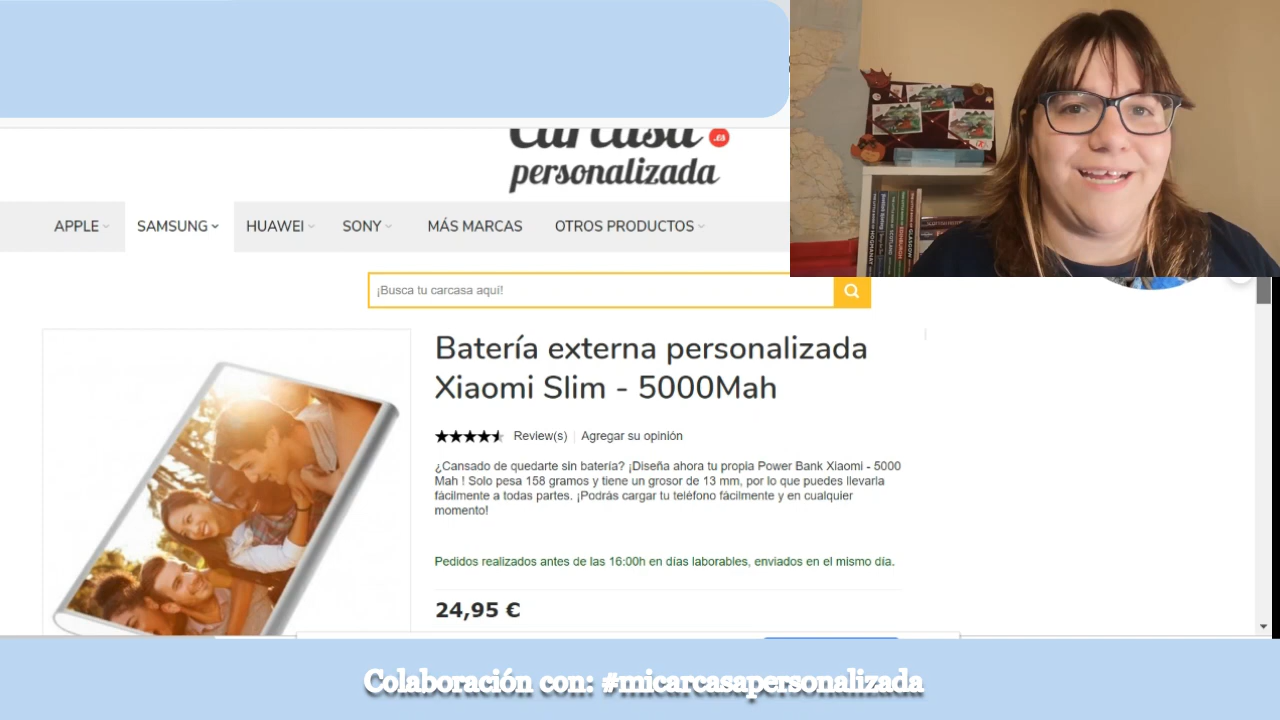 carcasa .es
personalizada
APPLE SAMSUNG HUAWEI SONY MÁS MARCAS OTROS PRODUCTOS
¡Busca tu carcasa aquí!
Batería externa personalizada
Xiaomi Slim - 5000Mah
Review(s) Agregar su opinión
¿Cansado de quedarte sin batería? ¡Diseña ahora tu propia Power Bank Xiaomi - 5000
Mah ! Solo pesa 158 gramos y tiene un grosor de 13 mm, por lo que puedes llevarla
fácilmente a todas partes. ¡Podrás cargar tu teléfono fácilmente y en cualquier
momento!
Pedidos realizados antes de las 16:00h en días laborables, enviados en el mismo día.
24,95 €
Colaboración con: #micarcasapersonalizada